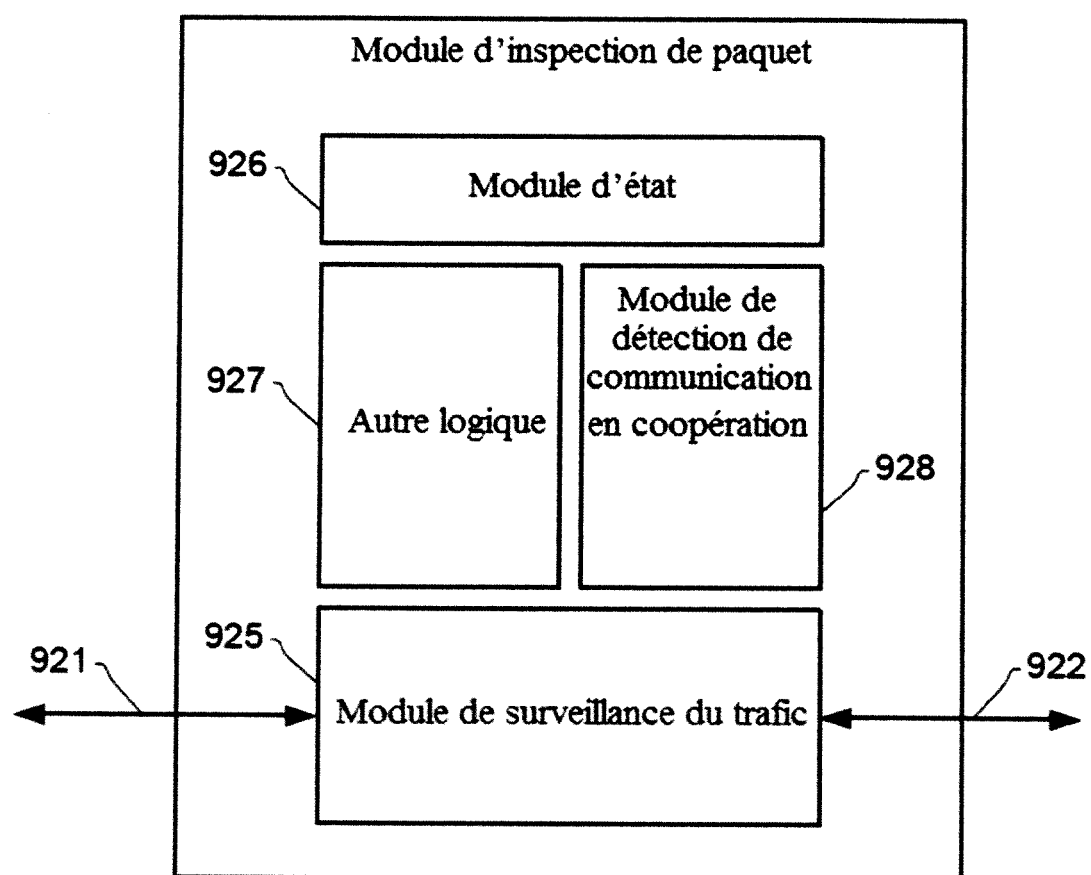 Module d'inspection de paquet
926
Module d'état
927
Autre logique
Module de
détection de
communication
en coopération
928
925
921
Module de surveillance du trafic
922